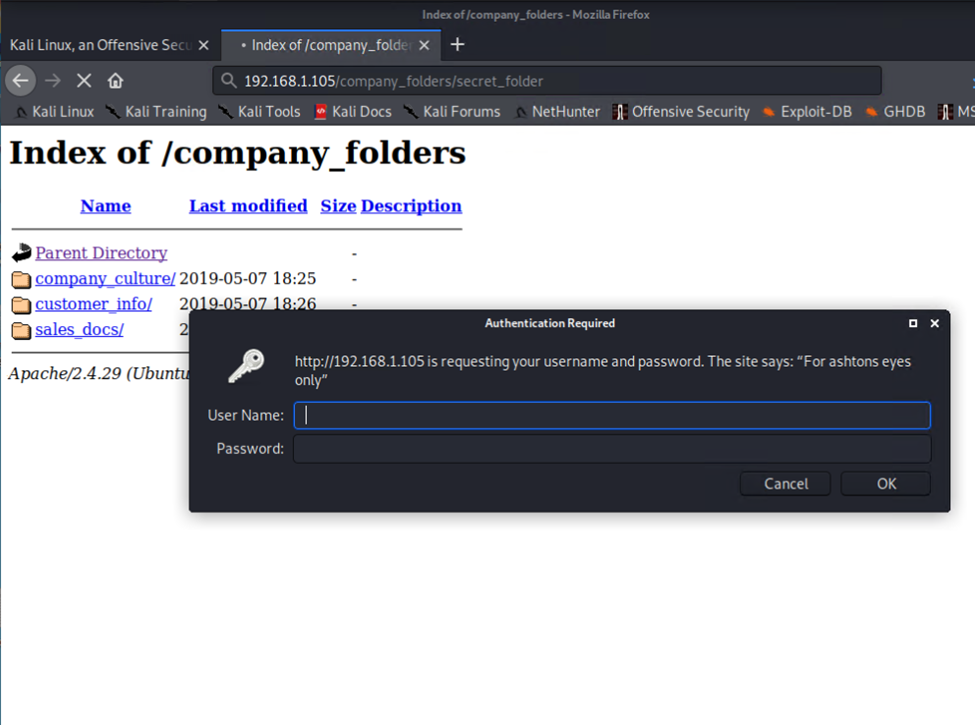 Index of /company_folders - Mozilla Firefox
Kali Linux, an Offensive Secu
Index of /company_folder
192.168.1.105/company_folders/secret_folder
Kali Linux Kali Training Kali Tools Kali Docs Kali Forums NetHunter Offensive Security Exploit-DB GHDB MS
Index of /company_folders
Name Last modified Size Description
Parent Directory -
company_culture/ 2019-05-07 18:25 -
customer_info/ 2019-05-07 18:26 -
sales_docs/ 2
Apache/2.4.29 (Ubuntu
Authentication Required
http://192.168.1.105 is requesting your username and password. The site says: “For ashtons eyes
only”
User Name:
Password:
Cancel OK